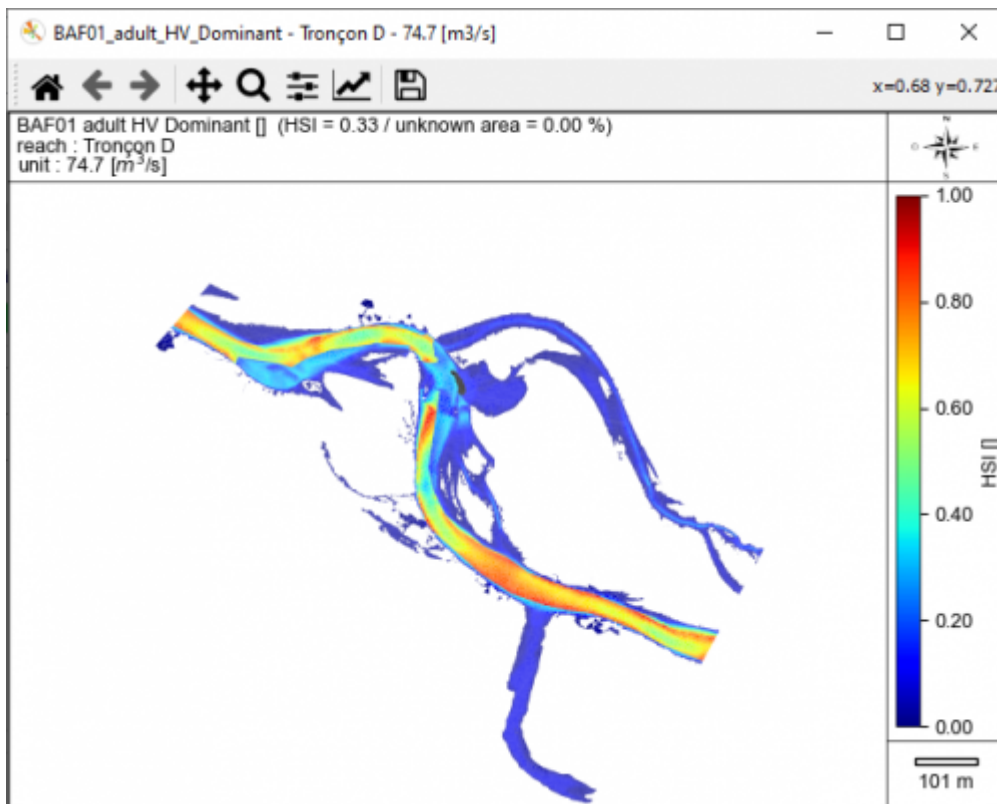 BAF01_adult_HV_Dominant - Tronçon D - 74.7 [m3/s]
x=0.68 y=0.727
BAF01 adult HV Dominant [] (HSI = 0.33 / unknown area = 0.00 %)
reach : Tronçon D
unit : 74.7 [m³/s]
N
O E
S
1.00
0.80
0.60
HSI []
0.40
0.20
0.00
101 m